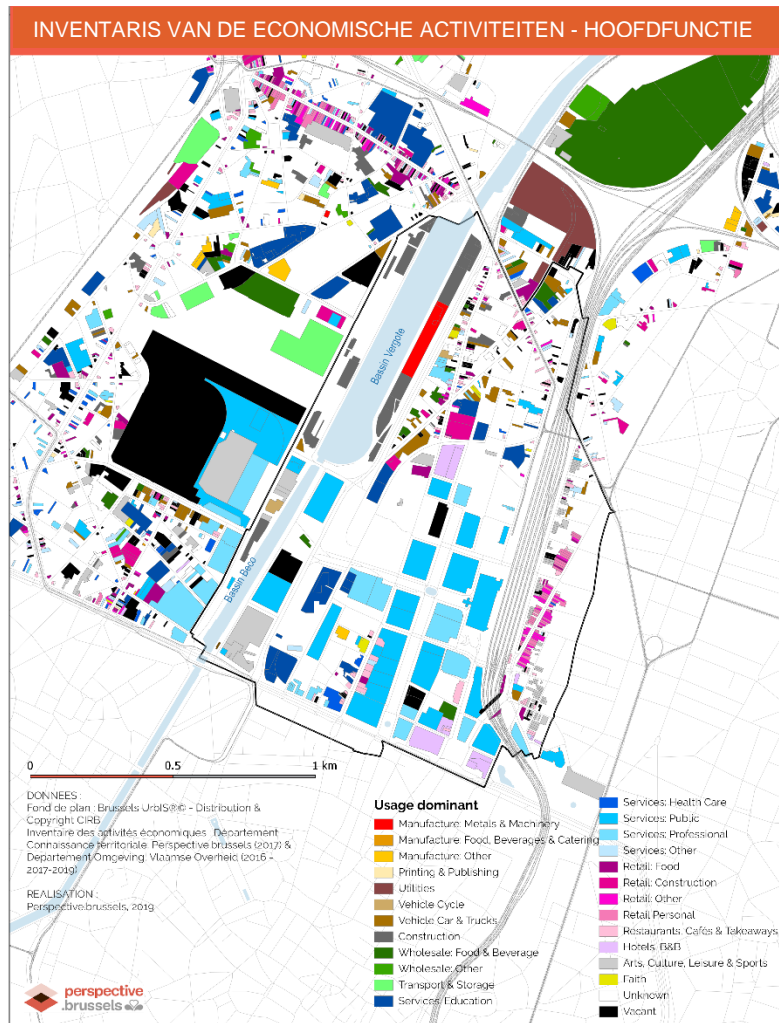 INVENTARIS VAN DE ECONOMISCHE ACTIVITEITEN - HOOFDFUNCTIE
Bassin Vergote
Bassin Beco
0 0.5 1 km
DONNEES :
Fond de plan : Brussels UrbIS®© - Distribution &
Copyright CIRB
Inventaire des activités économiques : Département
Connaissance territoriale, Perspective brussels (2017) &
Departement Omgeving, Vlaamse Overheid (2016 -
2017-2019)
REALISATION :
Perspective.brussels, 2019
perspective
.brussels
Usage dominant
Manufacture: Metals & Machinery
Manufacture: Food, Beverages & Catering
Manufacture: Other
Printing & Publishing
Utilities
Vehicle Cycle
Vehicle Car & Trucks
Construction
Wholesale: Food & Beverage
Wholesale: Other
Transport & Storage
Services: Education
Services: Health Care
Services: Public
Services: Professional
Services: Other
Retail: Food
Retail: Construction
Retail: Other
Retail Personal
Restaurants, Cafés & Takeaways
Hotels, B&B
Arts, Culture, Leisure & Sports
Faith
Unknown
Vacant